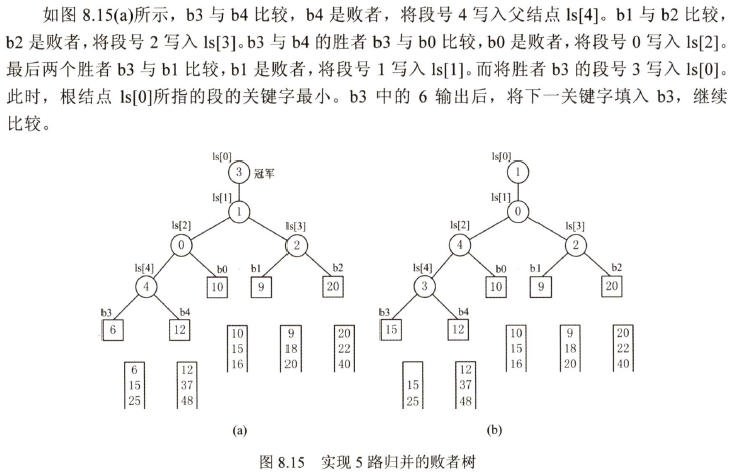 如图 8.15(a)所示，b3 与 b4 比较，b4 是败者，将段号 4 写入父结点 ls[4]。b1 与 b2 比较，
b2 是败者，将段号 2 写入 ls[3]。b3 与 b4 的胜者 b3 与 b0 比较，b0 是败者，将段号 0 写入 ls[2]。
最后两个胜者 b3 与 b1 比较，b1 是败者，将段号 1 写入 ls[1]。而将胜者 b3 的段号 3 写入 ls[0]。
此时，根结点 ls[0]所指的段的关键字最小。b3 中的 6 输出后，将下一关键字填入 b3，继续
比较。
ls[0]
3 冠军
ls[1]
1
ls[2] ls[3]
0 2
ls[4] b0 b1 b2
4 10 9 20
b3 b4
6 12
10 9 20
15 18 22
16 20 40
6 12
15 37
25 48
(a)
ls[0]
1
ls[1]
0
ls[2] ls[3]
4 2
ls[4] b0 b1 b2
3 10 9 20
b3 b4
15 12
10 9 20
15 18 22
16 20 40
12
15 37
25 48
(b)
图 8.15 实现 5 路归并的败者树